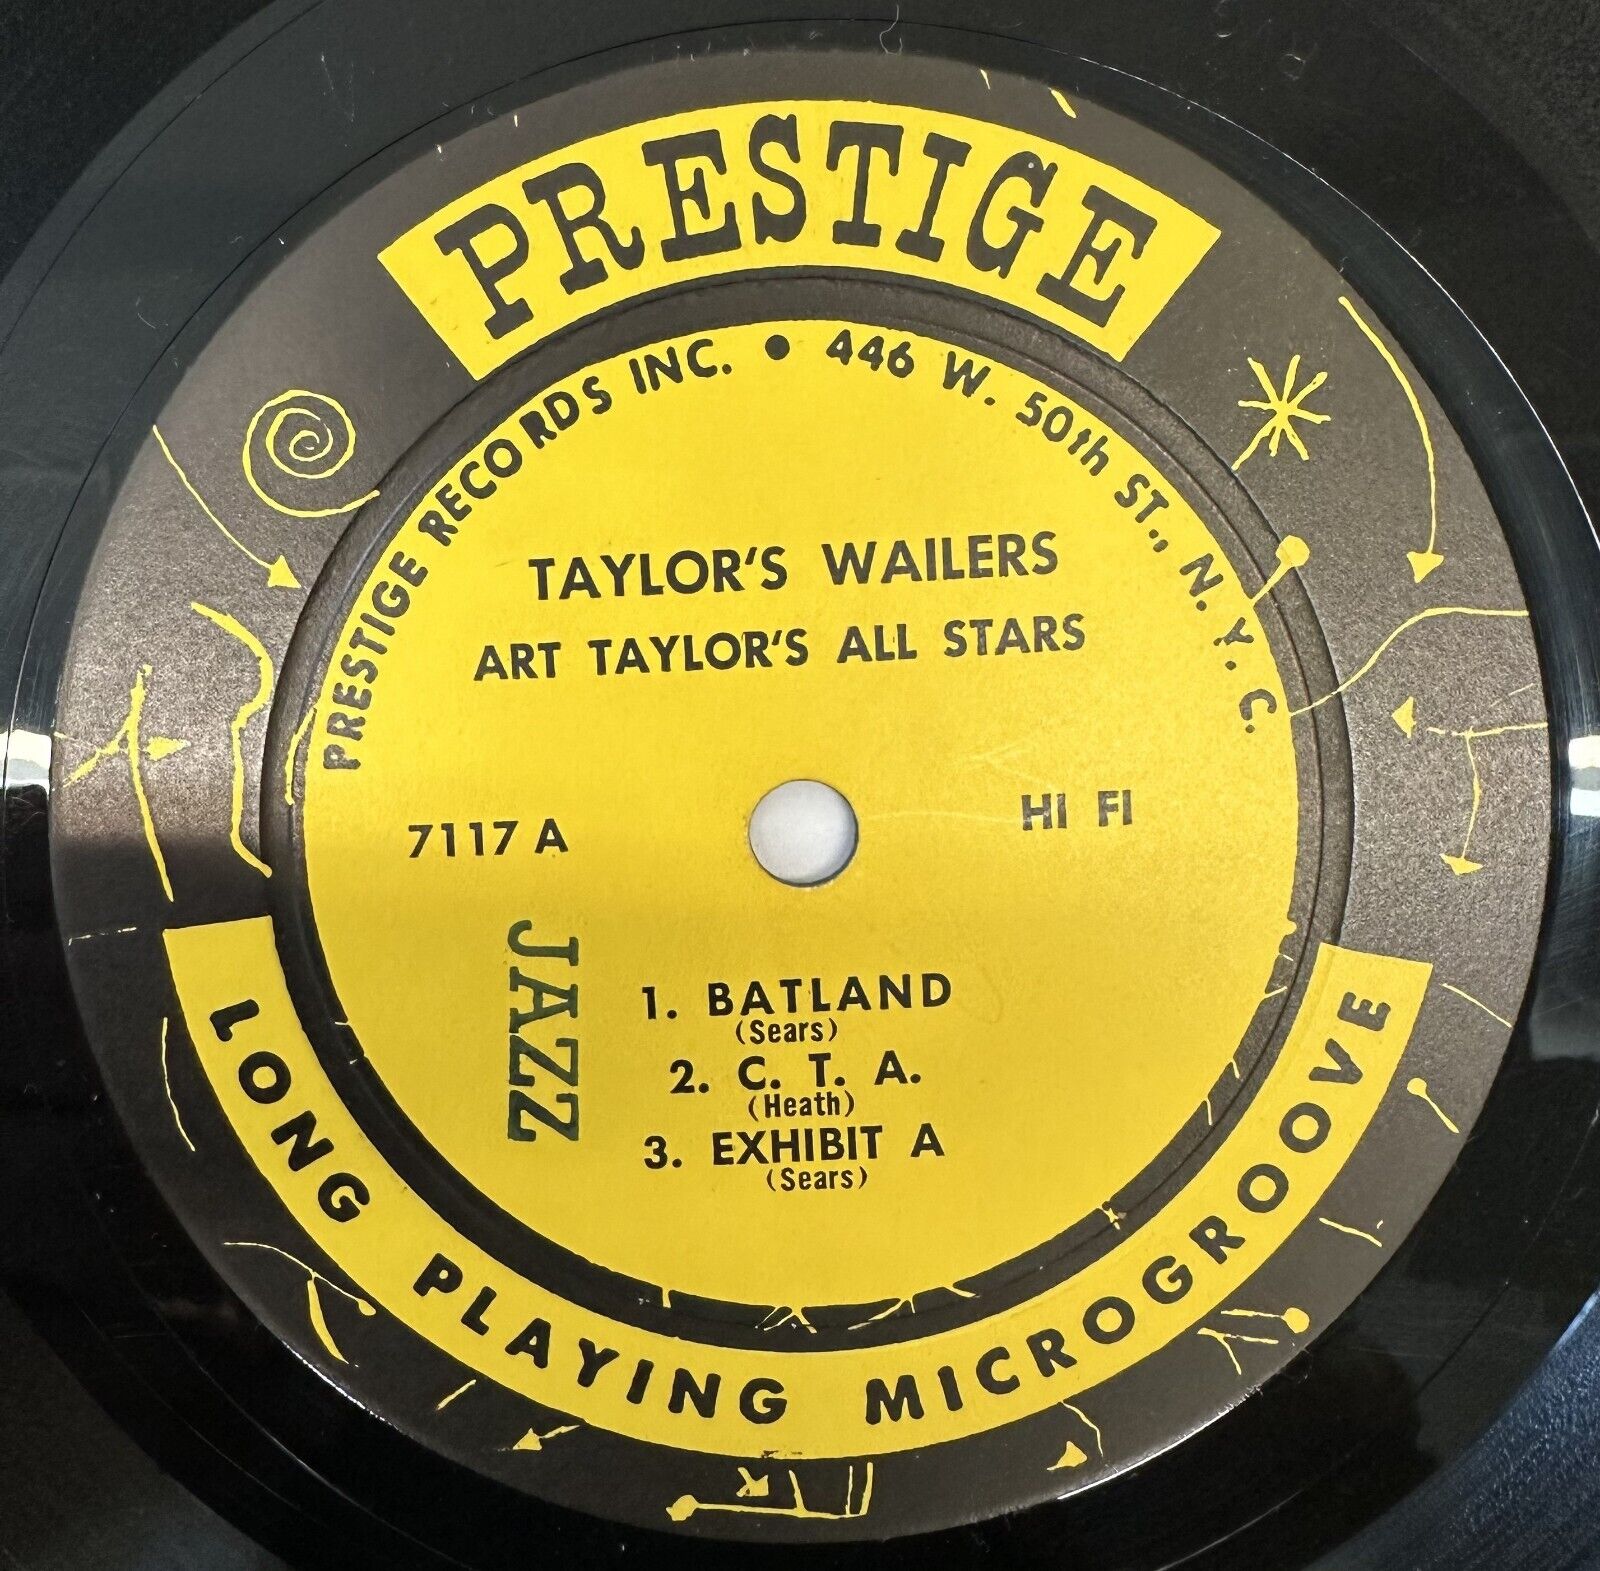 PRESTIGE
PRESTIGE RECORDS INC. • 446 W. 50th ST., N.Y.C.
TAYLOR'S WAILERS
ART TAYLOR'S ALL STARS
7117 A
HI FI
JAZZ
1. BATLAND
(Sears)
2. C. T. A.
(Heath)
3. EXHIBIT A
(Sears)
LONG PLAYING MICROGROOVE